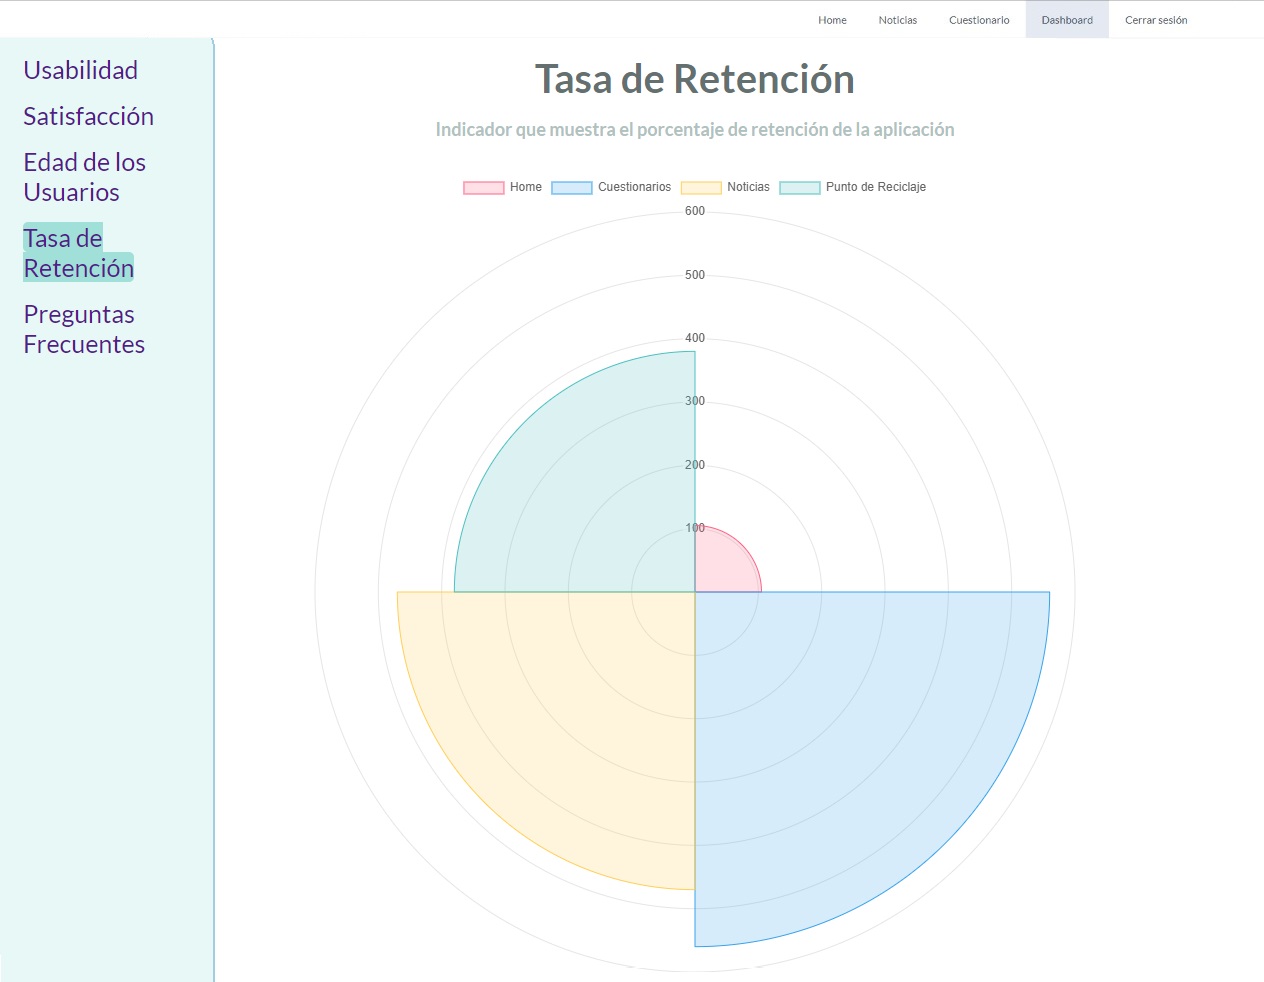 Home Noticias Cuestionario Dashboard Cerrar sesión
Usabilidad
Satisfacción
Edad de los
Usuarios
Tasa de
Retención
Preguntas
Frecuentes
Tasa de Retención
Indicador que muestra el porcentaje de retención de la aplicación
Home Cuestionarios Noticias Punto de Reciclaje
600
500
400
300
200
100